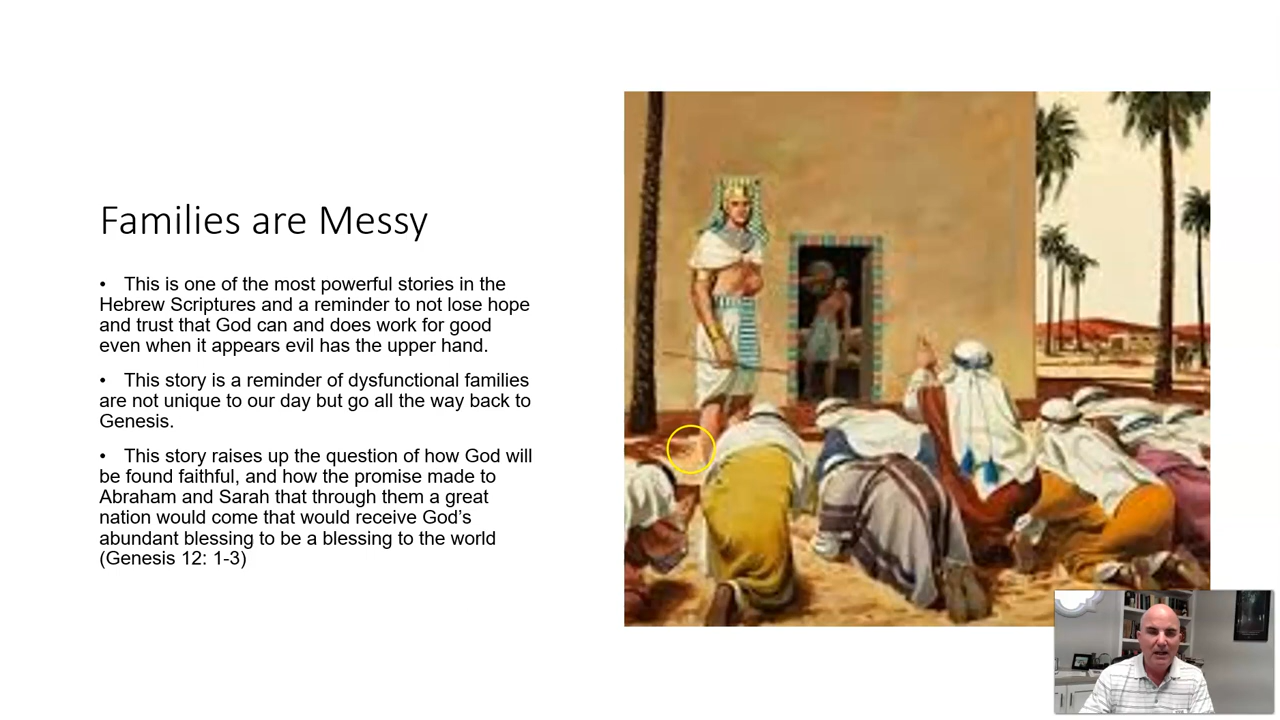 Families are Messy
• This is one of the most powerful stories in the
Hebrew Scriptures and a reminder to not lose hope
and trust that God can and does work for good
even when it appears evil has the upper hand.
• This story is a reminder of dysfunctional families
are not unique to our day but go all the way back to
Genesis.
• This story raises up the question of how God will
be found faithful, and how the promise made to
Abraham and Sarah that through them a great
nation would come that would receive God’s
abundant blessing to be a blessing to the world
(Genesis 12: 1-3)